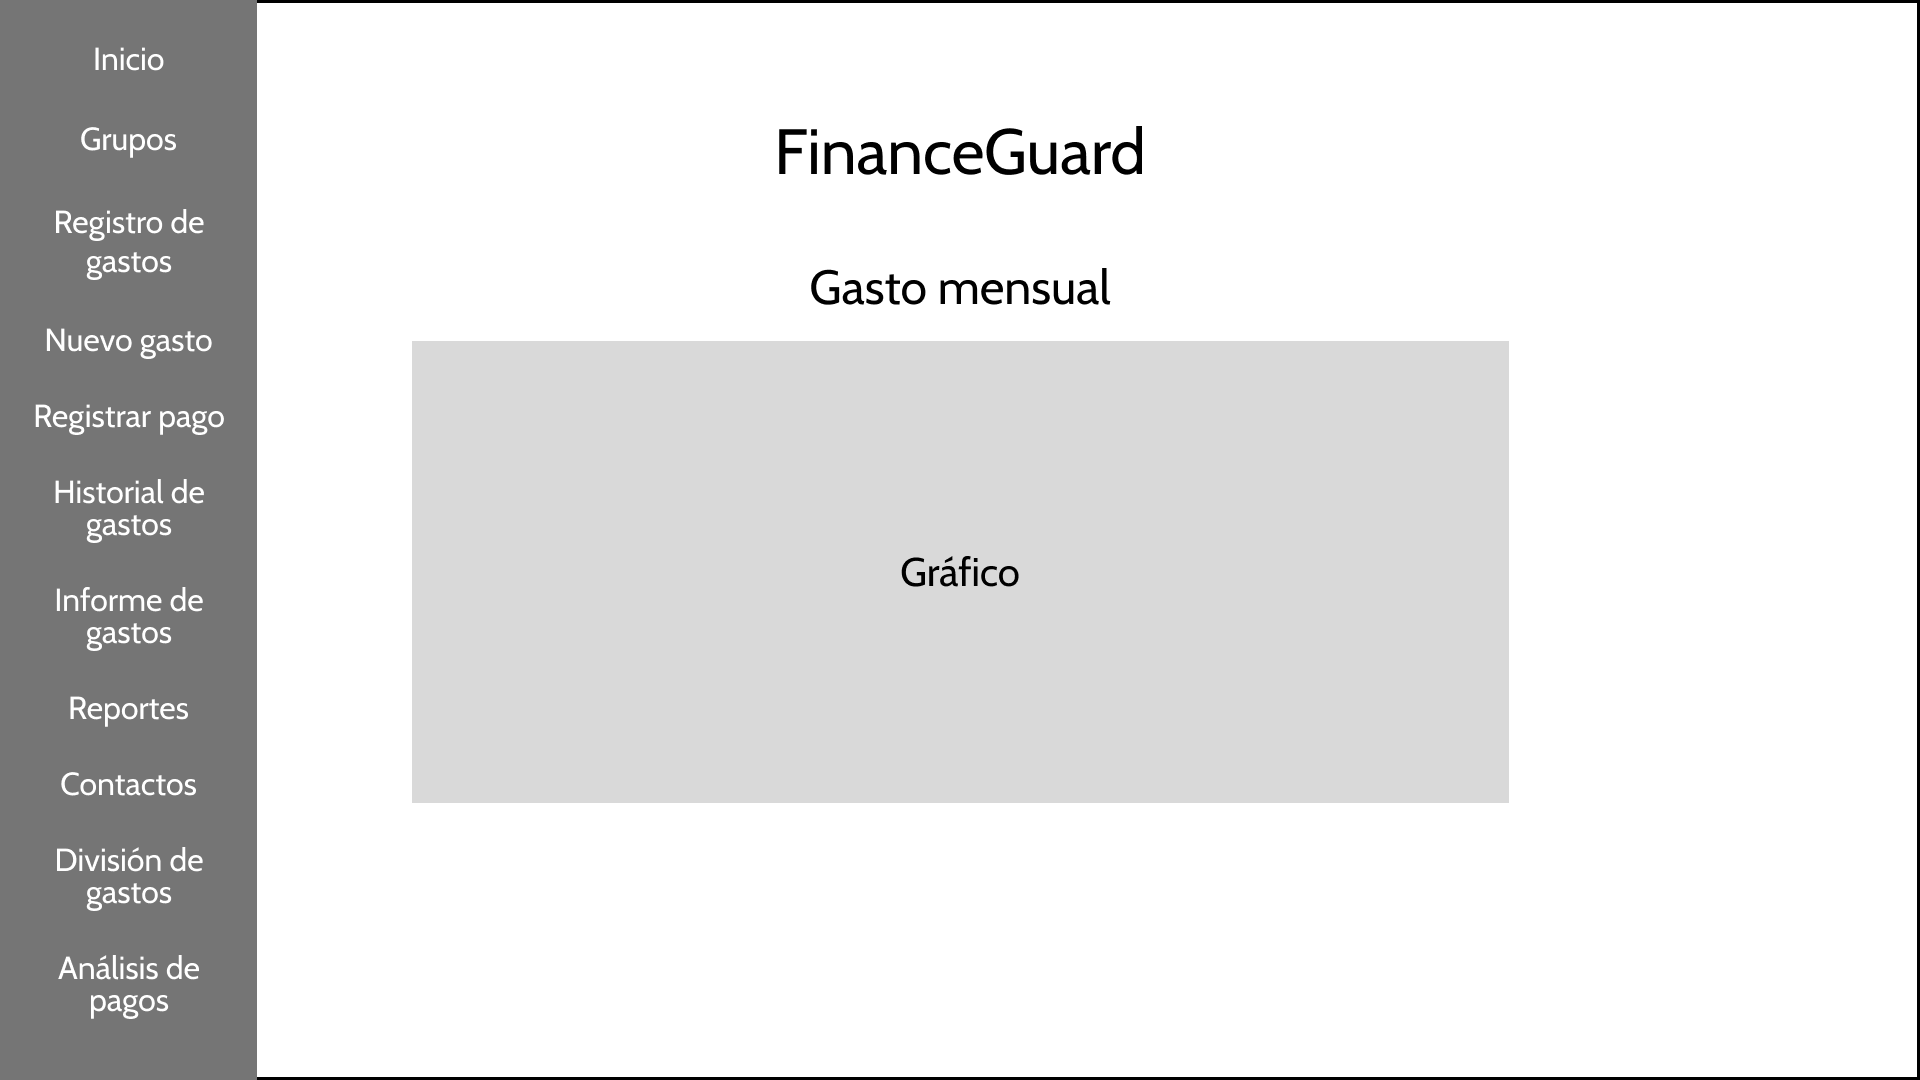 Inicio
Grupos
Registro de
gastos
Nuevo gasto
Registrar pago
Historial de
gastos
Informe de
gastos
Reportes
Contactos
División de
gastos
Análisis de
pagos
FinanceGuard
Gasto mensual
Gráfico